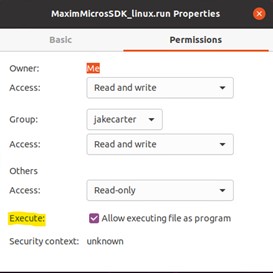 MaximMicrosSDK_linux.run Properties
Basic Permissions
Owner: Me
Access: Read and write
Group: jakecarter
Access: Read and write
Others
Access: Read-only
Execute: Allow executing file as program
Security context: unknown